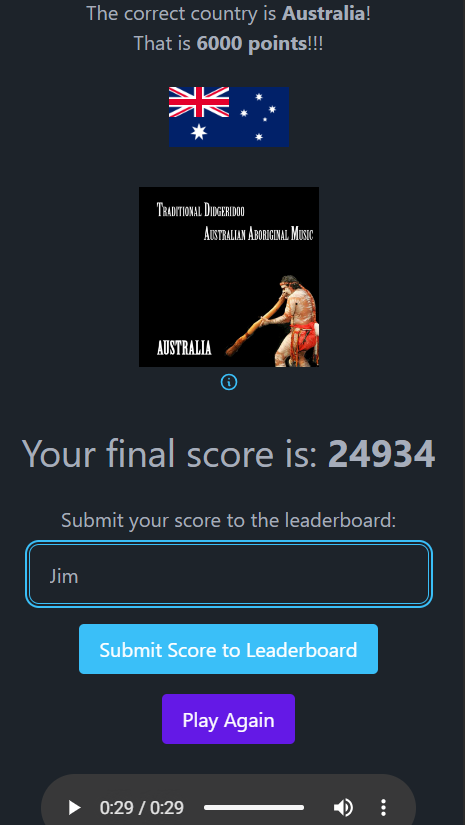 The correct country is Australia!
That is 6000 points!!!
Traditional Didgeridoo
Australian Aboriginal Music
AUSTRALIA
Your final score is: 24934
Submit your score to the leaderboard:
Jim
Submit Score to Leaderboard
Play Again
0:29 / 0:29